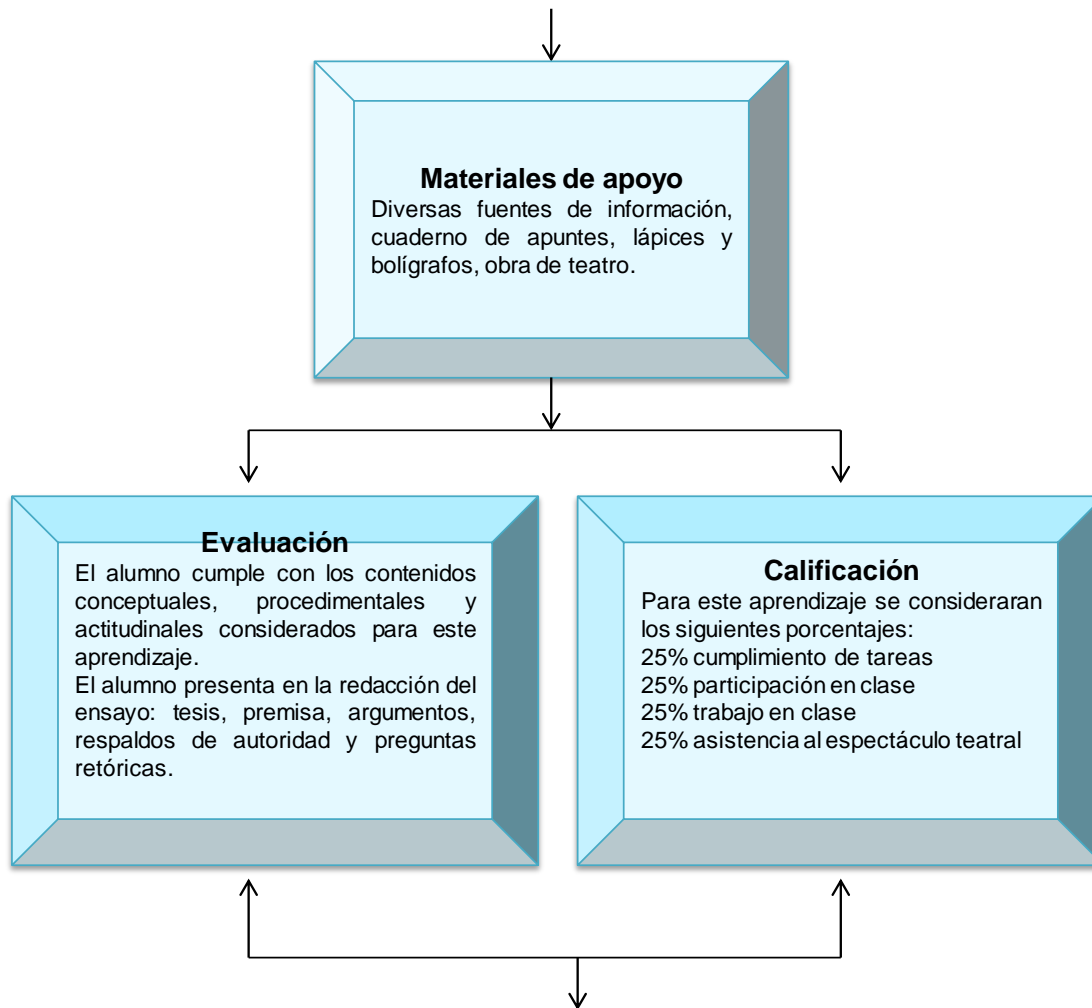 Materiales de apoyo
Diversas fuentes de información,
cuaderno de apuntes, lápices y
bolígrafos, obra de teatro.
Evaluación
El alumno cumple con los contenidos
conceptuales, procedimentales y
actitudinales considerados para este
aprendizaje.
El alumno presenta en la redacción del
ensayo: tesis, premisa, argumentos,
respaldos de autoridad y preguntas
retóricas.
Calificación
Para este aprendizaje se consideraran
los siguientes porcentajes:
25% cumplimiento de tareas
25% participación en clase
25% trabajo en clase
25% asistencia al espectáculo teatral